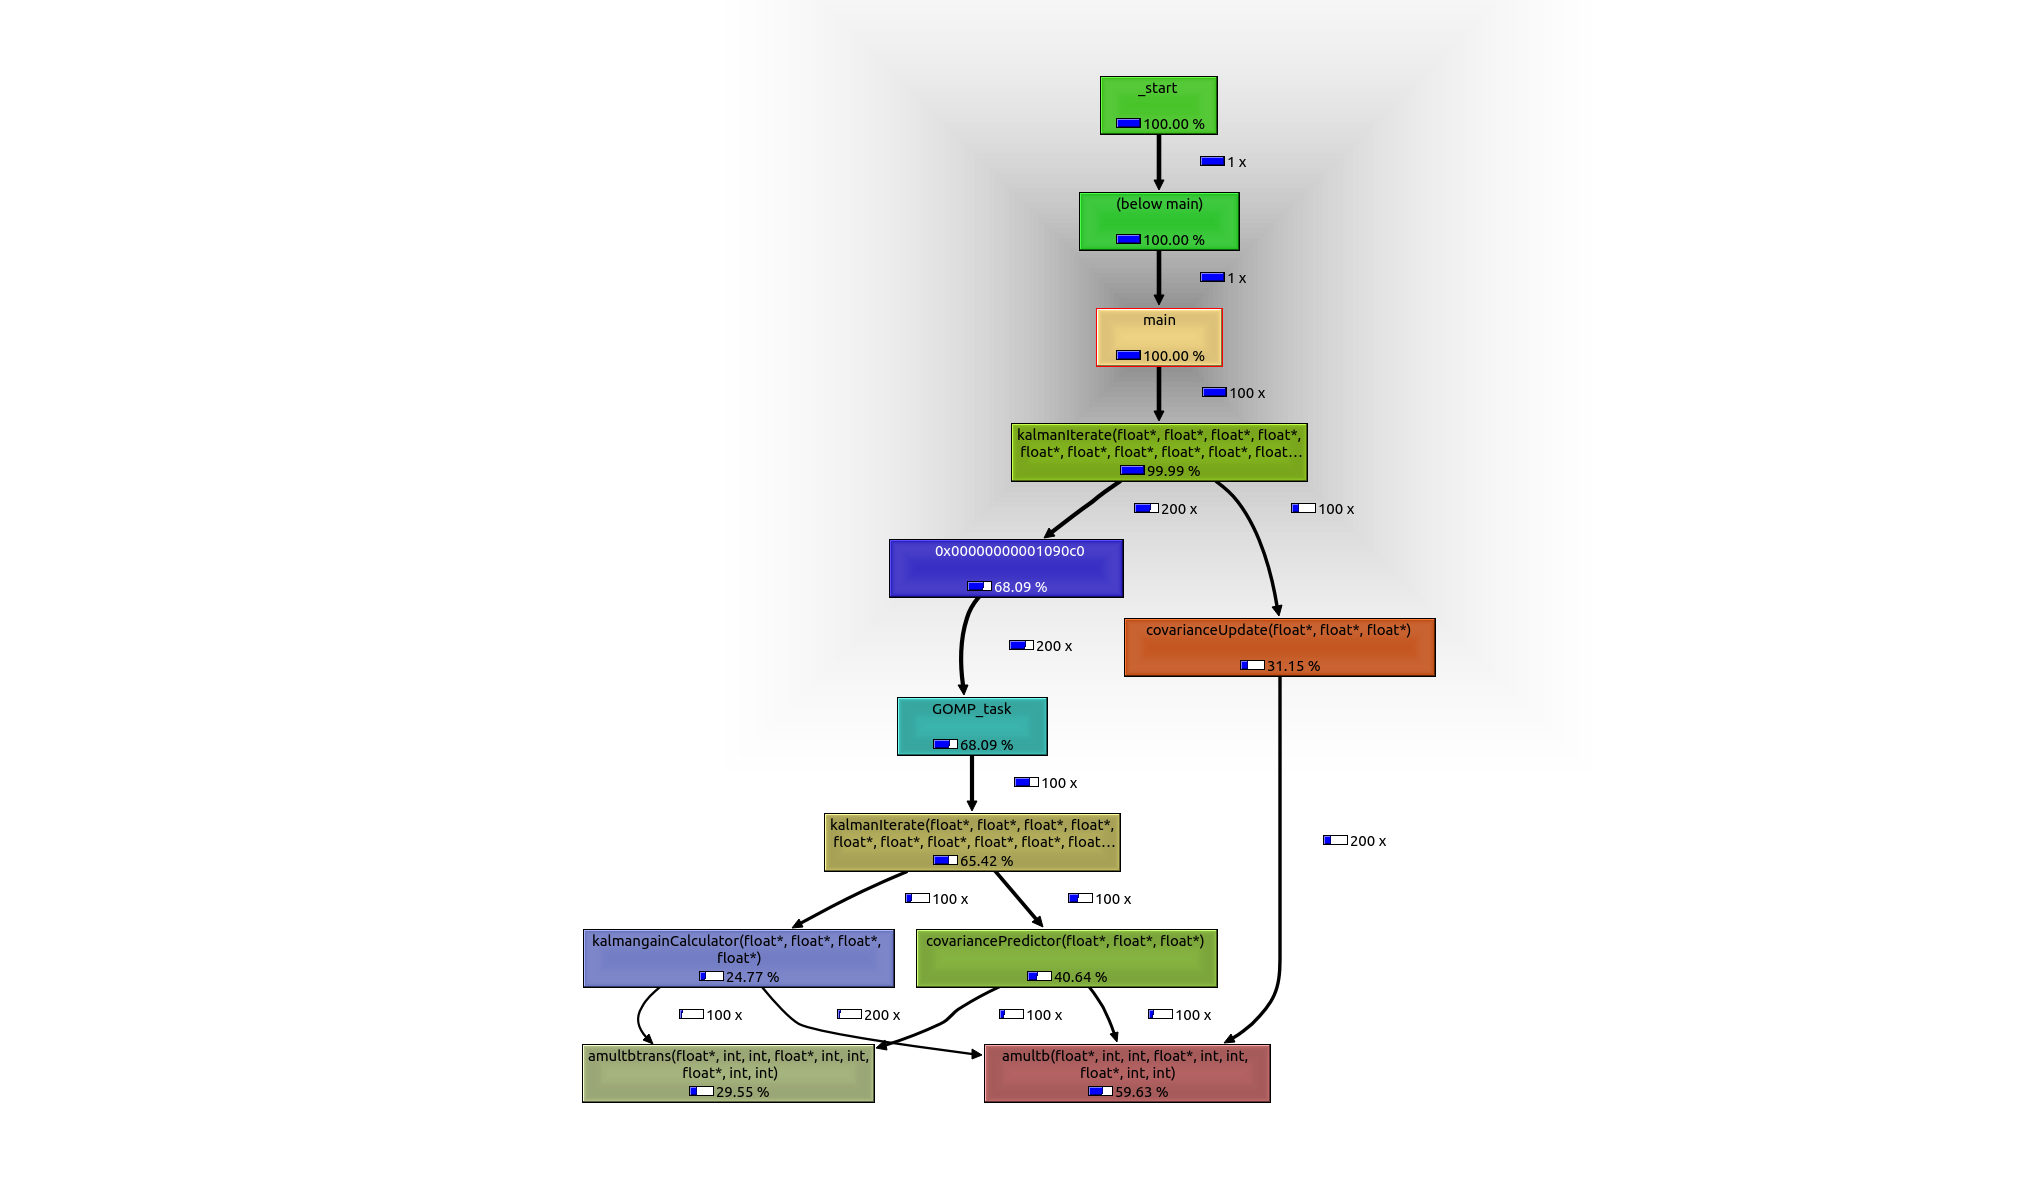 _start
100.00 %
1 x
(below main)
100.00 %
1 x
main
100.00 %
100 x
kalmanIterate(float*, float*, float*, float*,
float*, float*, float*, float*, float*, float...
99.99 %
200 x
100 x
0x00000000001090c0
68.09 %
200 x
covarianceUpdate(float*, float*, float*)
31.15 %
GOMP_task
68.09 %
100 x
kalmanIterate(float*, float*, float*, float*,
float*, float*, float*, float*, float*, float...
65.42 %
200 x
100 x
100 x
kalmangainCalculator(float*, float*, float*,
float*)
24.77 %
covariancePredictor(float*, float*, float*)
40.64 %
100 x
200 x
100 x
100 x
amultbtrans(float*, int, int, float*, int, int,
float*, int, int)
29.55 %
amultb(float*, int, int, float*, int, int,
float*, int, int)
59.63 %